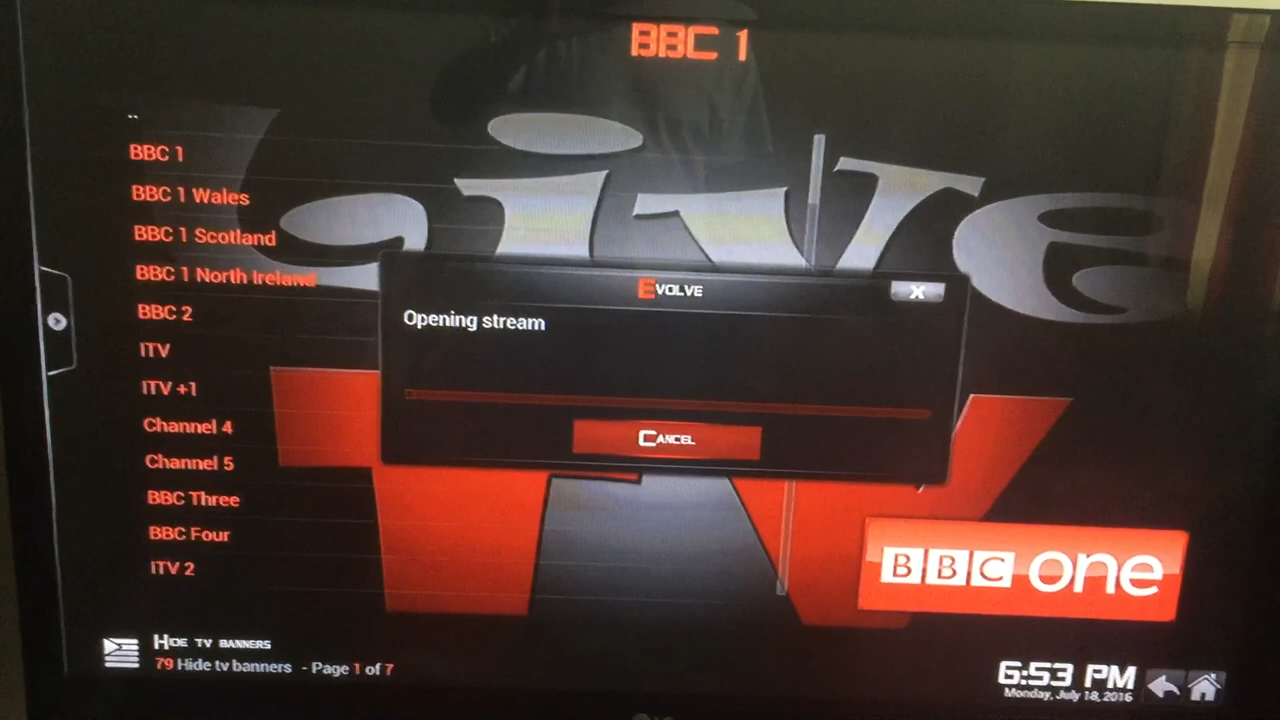 BBC 1
..
BBC 1
BBC 1 Wales
BBC 1 Scotland
BBC 1 North Ireland
BBC 2
ITV
ITV +1
Channel 4
Channel 5
BBC Three
BBC Four
ITV 2
Live
TV
EVOLVE
X
Opening stream
CANCEL
BBC one
HIDE TV BANNERS
79 Hide tv banners - Page 1 of 7
6:53 PM
Monday, July 18, 2016